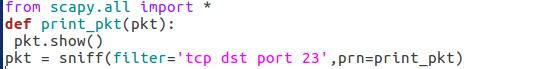 from scapy.all import *
def print_pkt(pkt):
 pkt.show()
pkt = sniff(filter='tcp dst port 23',prn=print_pkt)